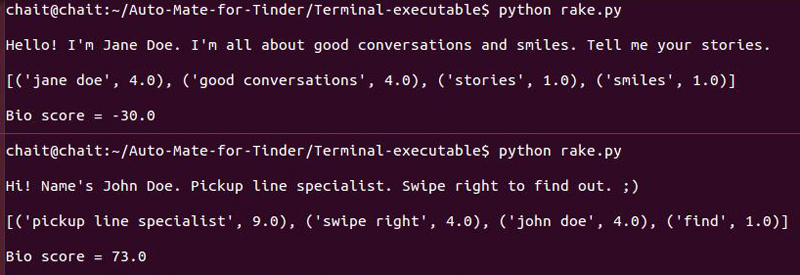 chait@chait:~/Auto-Mate-for-Tinder/Terminal-executable$ python rake.py
Hello! I'm Jane Doe. I'm all about good conversations and smiles. Tell me your stories.
[('jane doe', 4.0), ('good conversations', 4.0), ('stories', 1.0), ('smiles', 1.0)]
Bio score = -30.0
chait@chait:~/Auto-Mate-for-Tinder/Terminal-executable$ python rake.py
Hi! Name's John Doe. Pickup line specialist. Swipe right to find out. ;)
[('pickup line specialist', 9.0), ('swipe right', 4.0), ('john doe', 4.0), ('find', 1.0)]
Bio score = 73.0